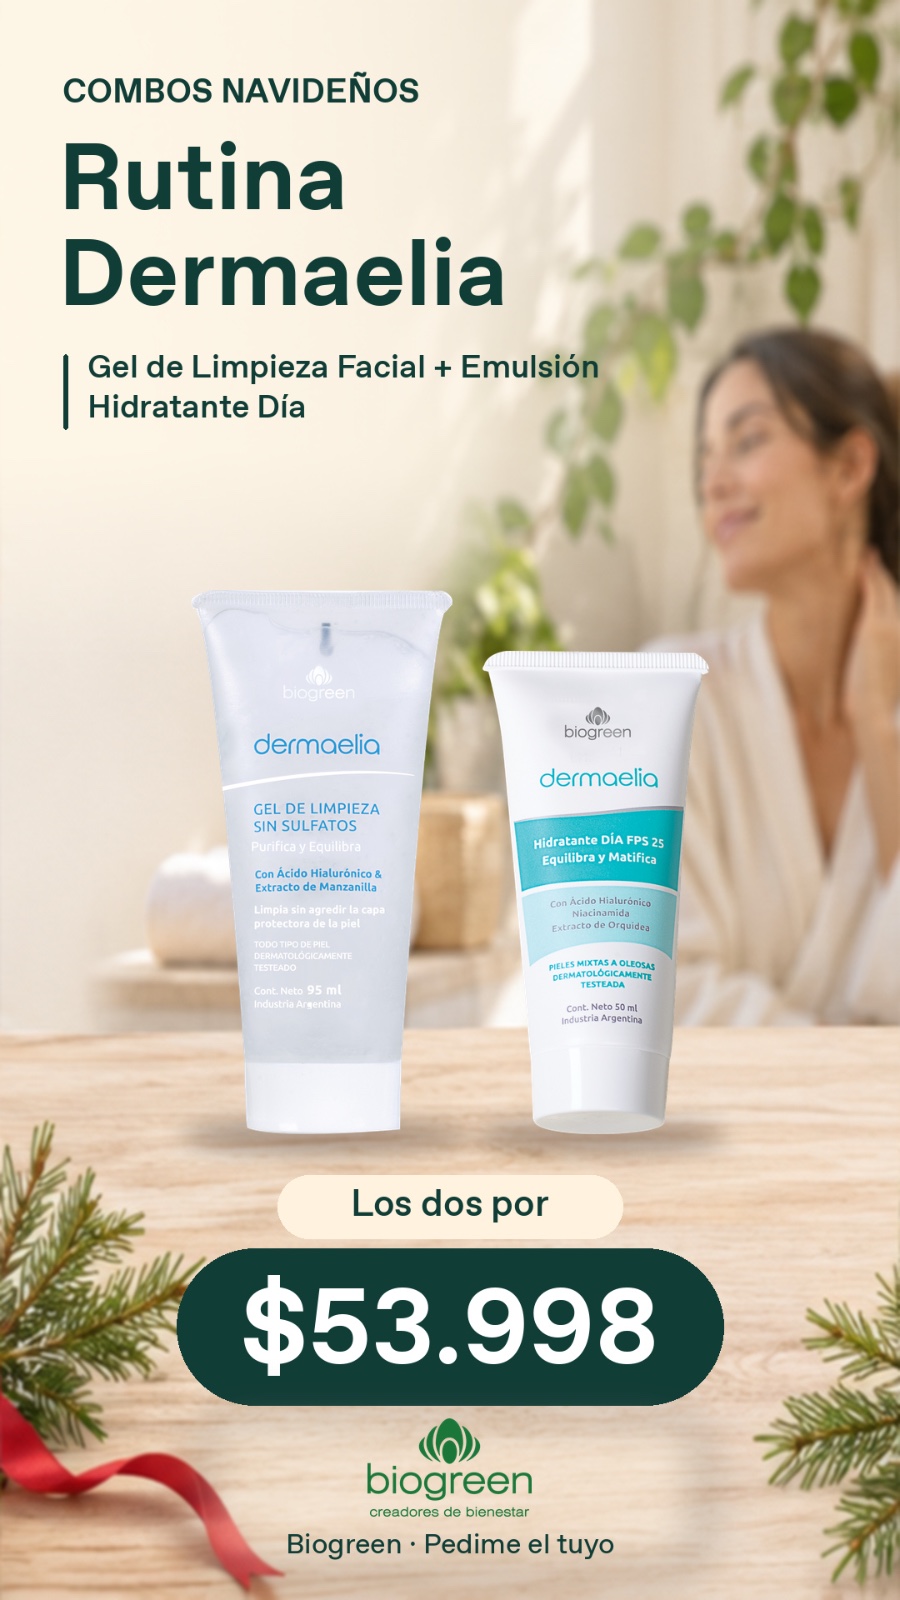 COMBOS NAVIDEÑOS
Rutina
Dermaelia
Gel de Limpieza Facial + Emulsión
Hidratante Día
biogreen
dermaelia
GEL DE LIMPIEZA
SIN SULFATOS
Purifica y Equilibra
Con Ácido Hialurónico &
Extracto de Manzanilla
Limpia sin agredir la capa
protectora de la piel
TODO TIPO DE PIEL
DERMATOLÓGICAMENTE
TESTEADO
Cont. Neto 95 ml
Industria Argentina
biogreen
dermaelia
Hidratante DÍA FPS 25
Equilibra y Matifica
Con Ácido Hialurónico
Niacinamida
Extracto de Orquídea
PIELES MIXTAS A OLEOSAS
DERMATOLÓGICAMENTE
TESTEADA
Cont. Neto 50 ml
Industria Argentina
Los dos por
$53.998
biogreen
creadores de bienestar
Biogreen · Pedime el tuyo